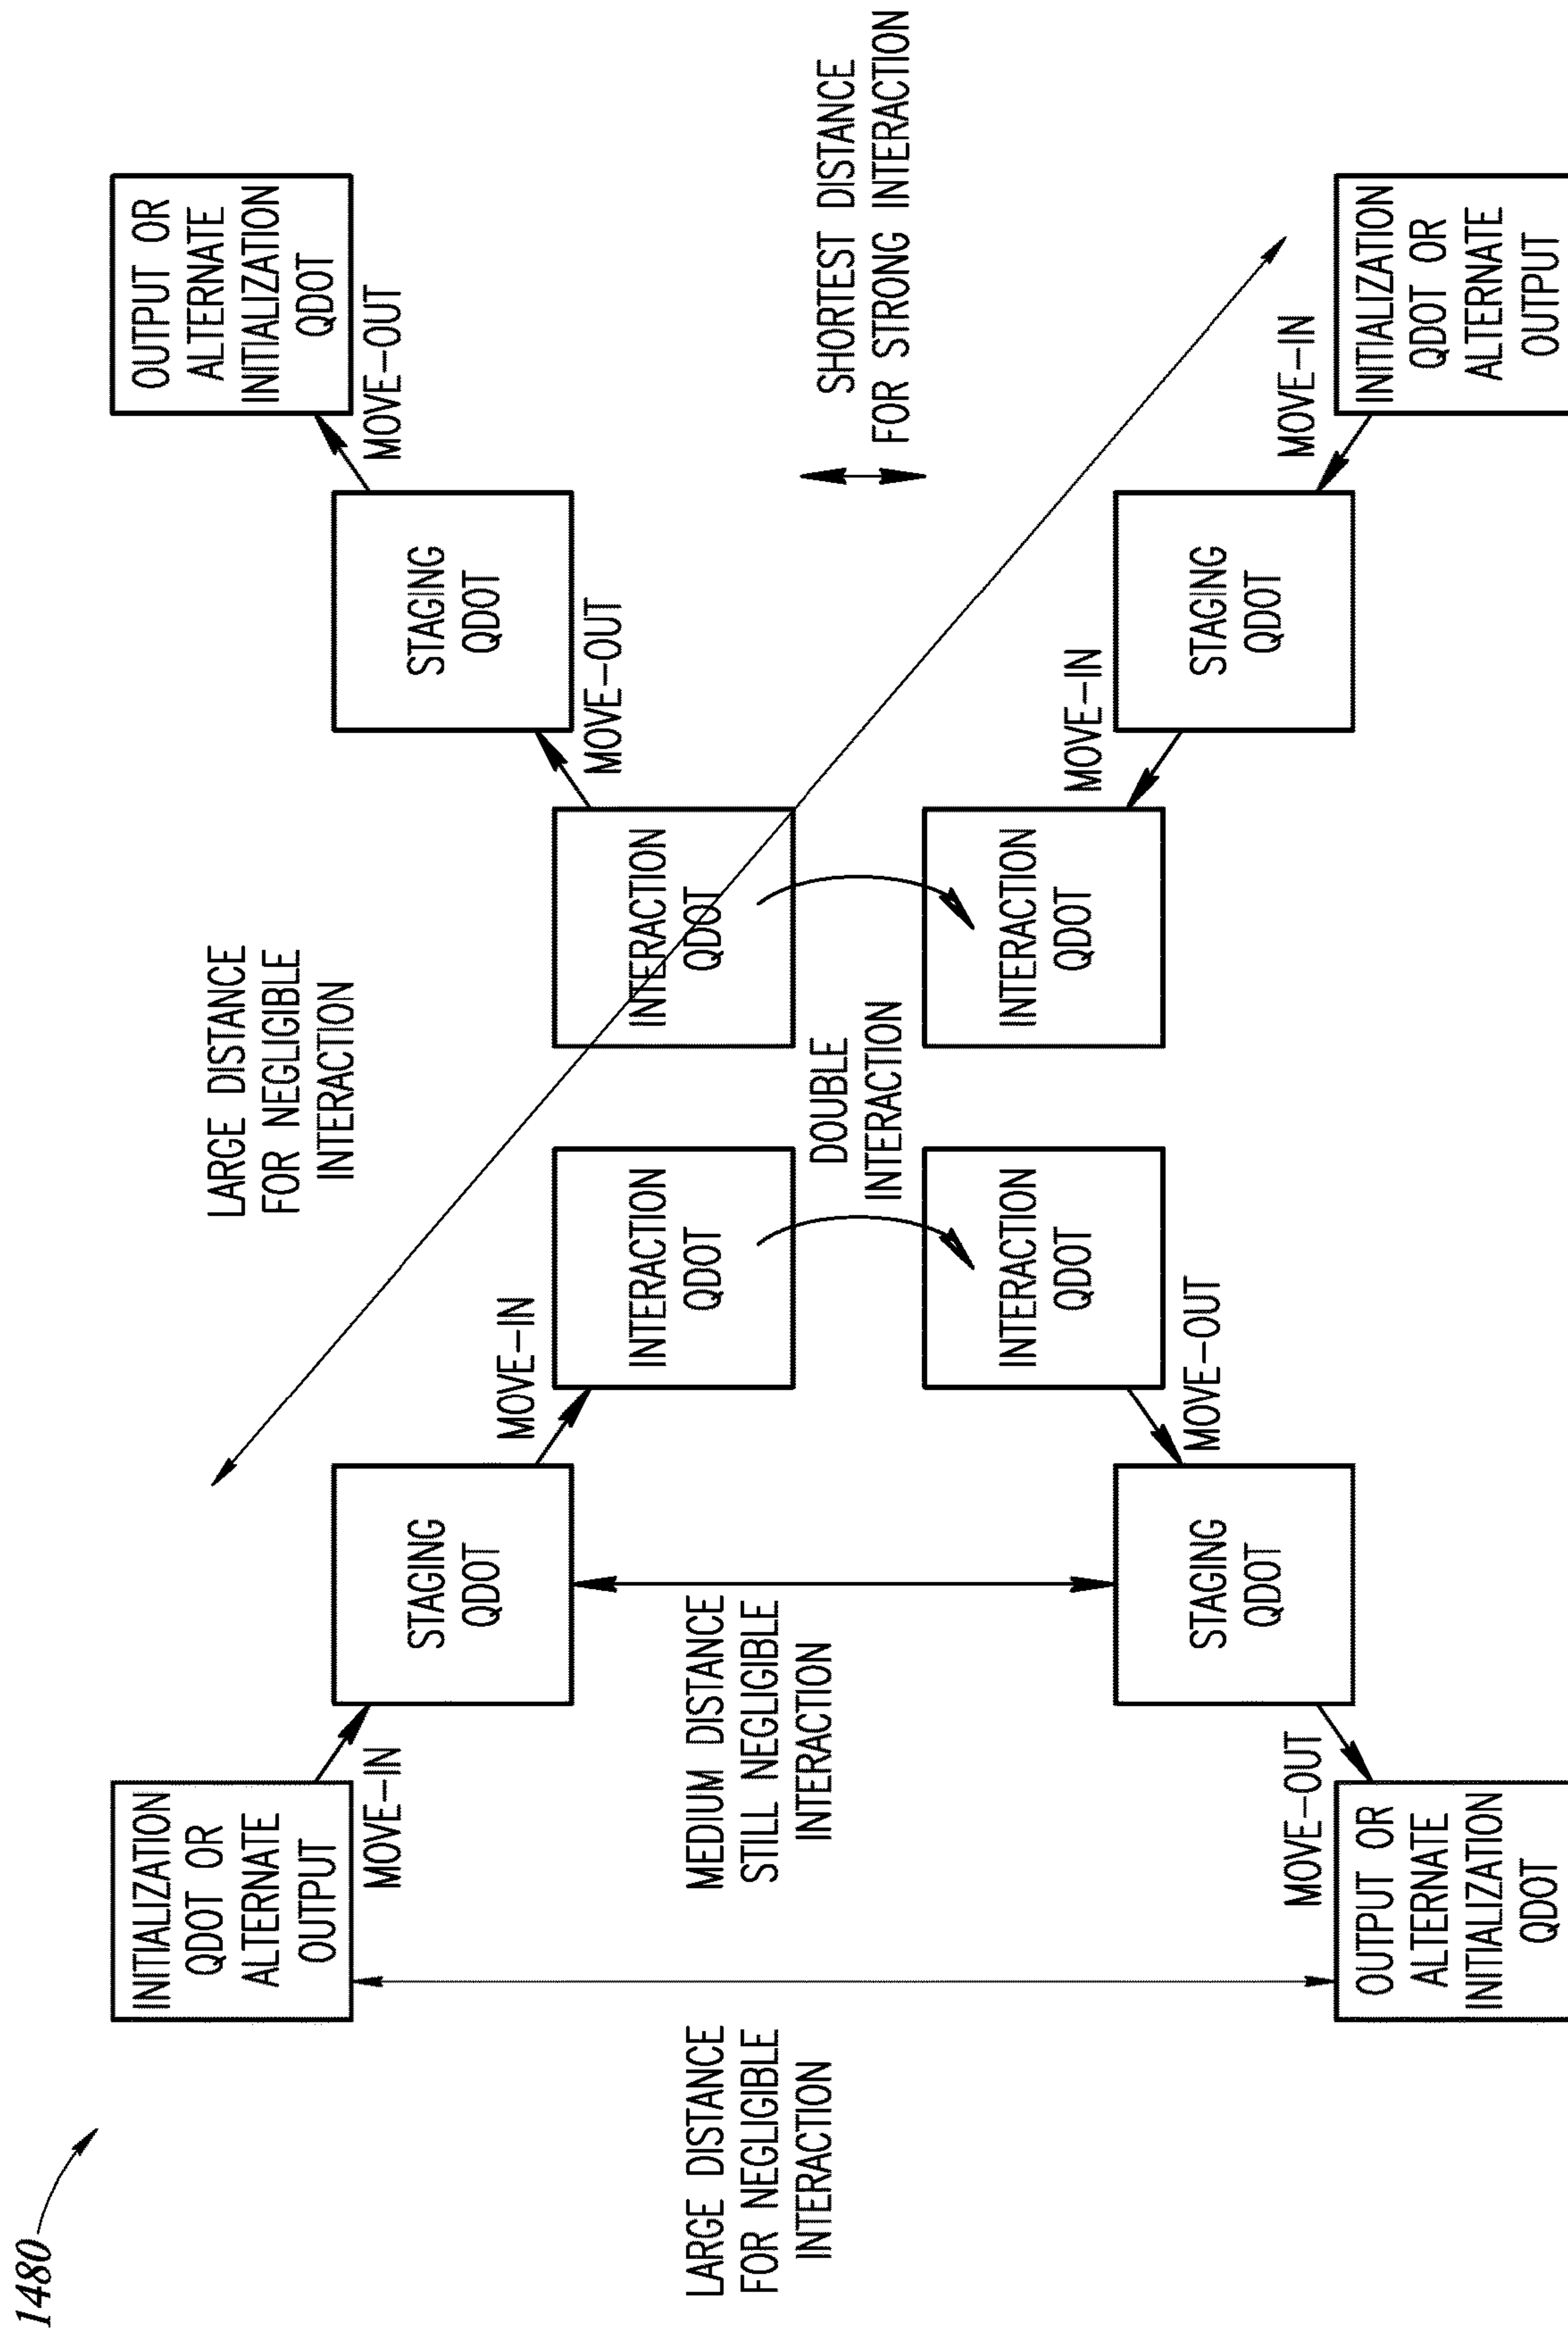 1480
INITIALIZATION
QDOT OR
ALTERNATE
OUTPUT
OUTPUT OR
ALTERNATE
INITIALIZATION
QDOT
LARGE DISTANCE
FOR NEGLIGIBLE
INTERACTION
MOVE-IN
MOVE-OUT
STAGING
QDOT
STAGING
QDOT
MOVE-IN
MOVE-OUT
INTERACTION
QDOT
INTERACTION
QDOT
LARGE DISTANCE
FOR NEGLIGIBLE
INTERACTION
MEDIUM DISTANCE
STILL NEGLIGIBLE
INTERACTION
DOUBLE
INTERACTION
SHORTEST DISTANCE
FOR STRONG INTERACTION
INTERACTION
QDOT
INTERACTION
QDOT
MOVE-OUT
MOVE-IN
STAGING
QDOT
STAGING
QDOT
MOVE-OUT
MOVE-IN
OUTPUT OR
ALTERNATE
INITIALIZATION
QDOT
INITIALIZATION
QDOT OR
ALTERNATE
OUTPUT